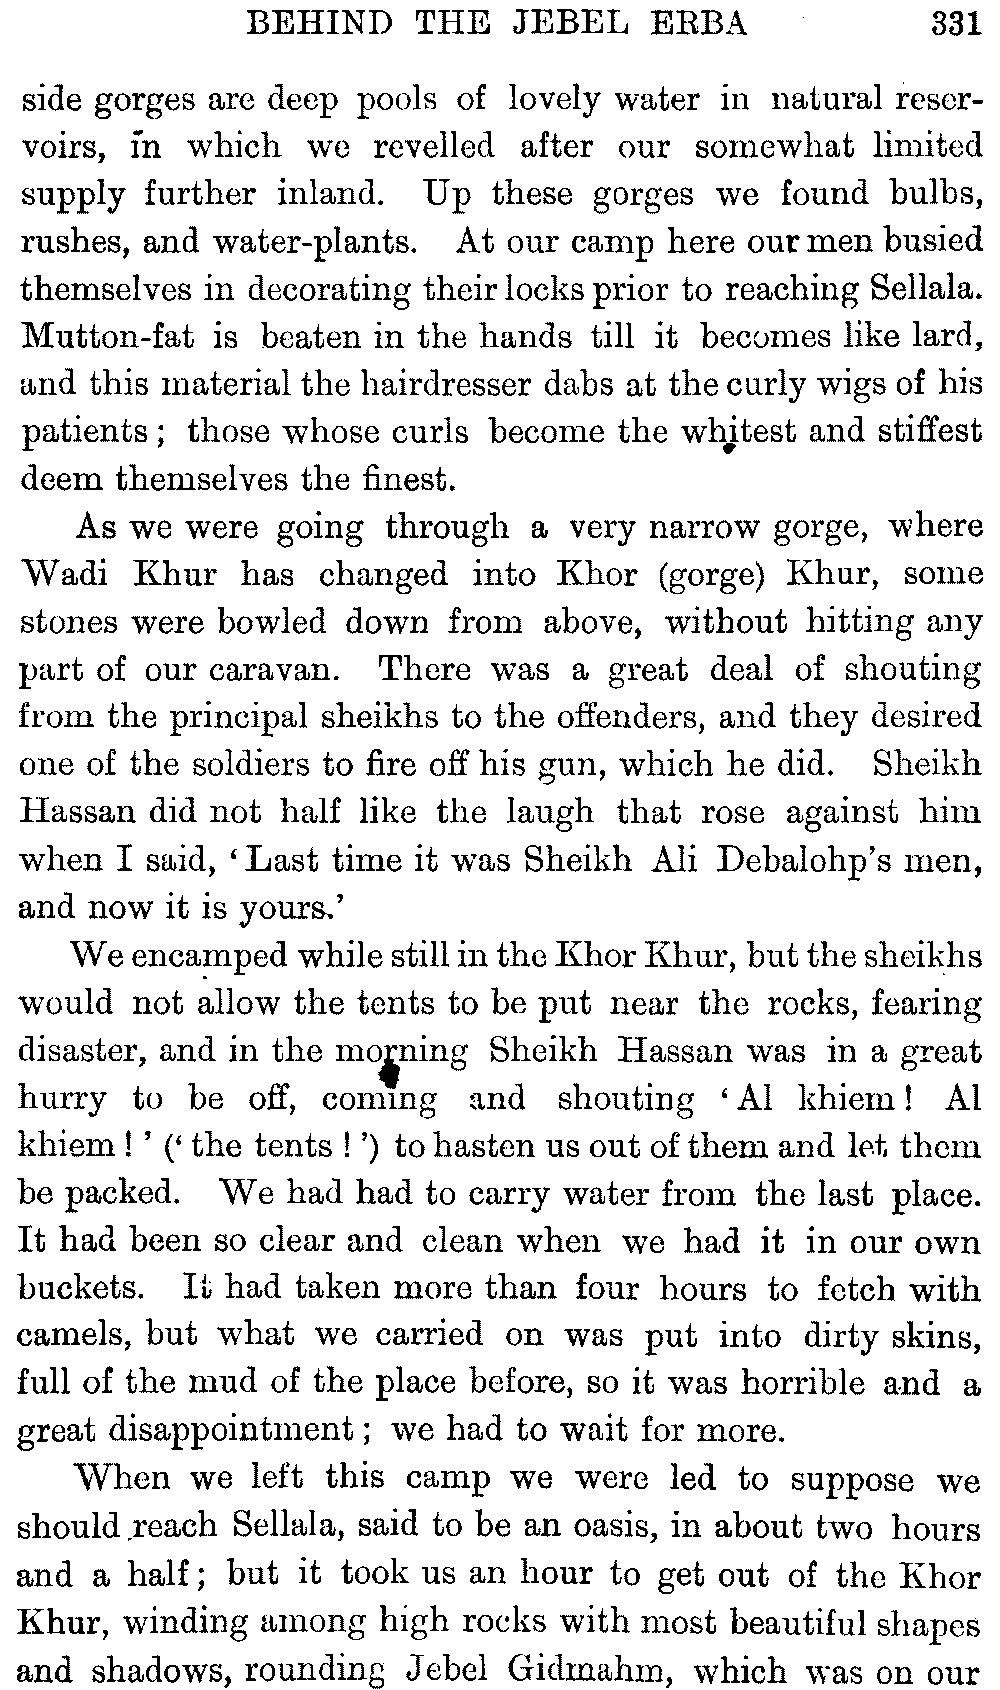 BEHIND THE JEBEL ERBA 331
side gorges are deep pools of lovely water in natural reser-
voirs, in which we revelled after our somewhat limited
supply further inland. Up these gorges we found bulbs,
rushes, and water-plants. At our camp here our men busied
themselves in decorating their locks prior to reaching Sellala.
Mutton-fat is beaten in the hands till it becomes like lard,
and this material the hairdresser dabs at the curly wigs of his
patients ; those whose curls become the whitest and stiffest
deem themselves the finest.
As we were going through a very narrow gorge, where
Wadi Khur has changed into Khor (gorge) Khur, some
stones were bowled down from above, without hitting any
part of our caravan. There was a great deal of shouting
from the principal sheikhs to the offenders, and they desired
one of the soldiers to fire off his gun, which he did. Sheikh
Hassan did not half like the laugh that rose against him
when I said, ‘Last time it was Sheikh Ali Debalohp’s men,
and now it is yours.’
We encamped while still in the Khor Khur, but the sheikhs
would not allow the tents to be put near the rocks, fearing
disaster, and in the morning Sheikh Hassan was in a great
hurry to be off, coming and shouting ‘Al khiem! Al
khiem!’ (‘the tents!’) to hasten us out of them and let them
be packed. We had had to carry water from the last place.
It had been so clear and clean when we had it in our own
buckets. It had taken more than four hours to fetch with
camels, but what we carried on was put into dirty skins,
full of the mud of the place before, so it was horrible and a
great disappointment ; we had to wait for more.
When we left this camp we were led to suppose we
should reach Sellala, said to be an oasis, in about two hours
and a half; but it took us an hour to get out of the Khor
Khur, winding among high rocks with most beautiful shapes
and shadows, rounding Jebel Gidmahm, which was on our